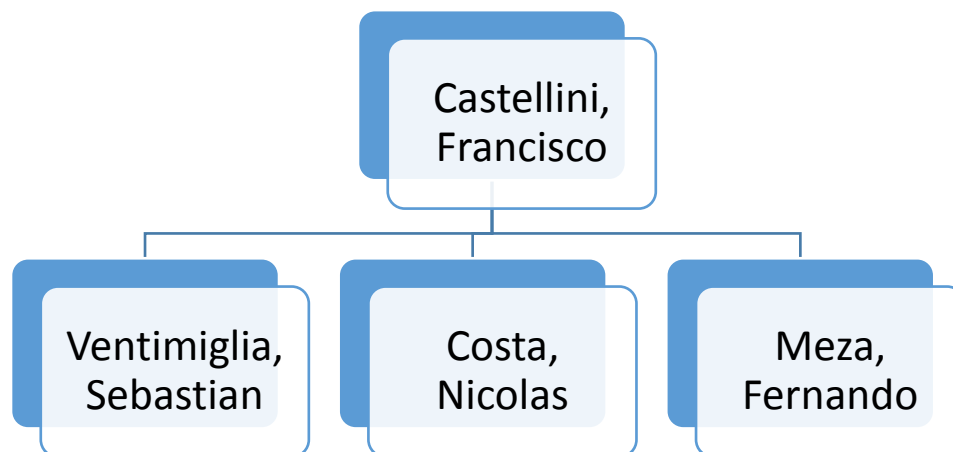 Castellini,
Francisco
Ventimiglia,
Sebastian
Costa,
Nicolas
Meza,
Fernando